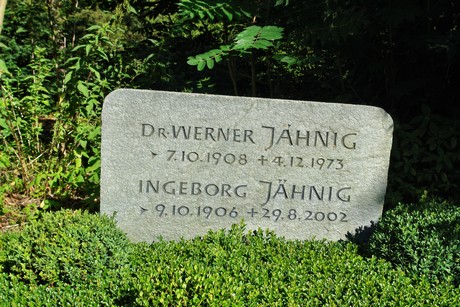 Dr WERNER JÄHNIG
* 7.10.1908 + 4.12.1973
INGEBORG JÄHNIG
* 9.10.1906 + 29.8.2002